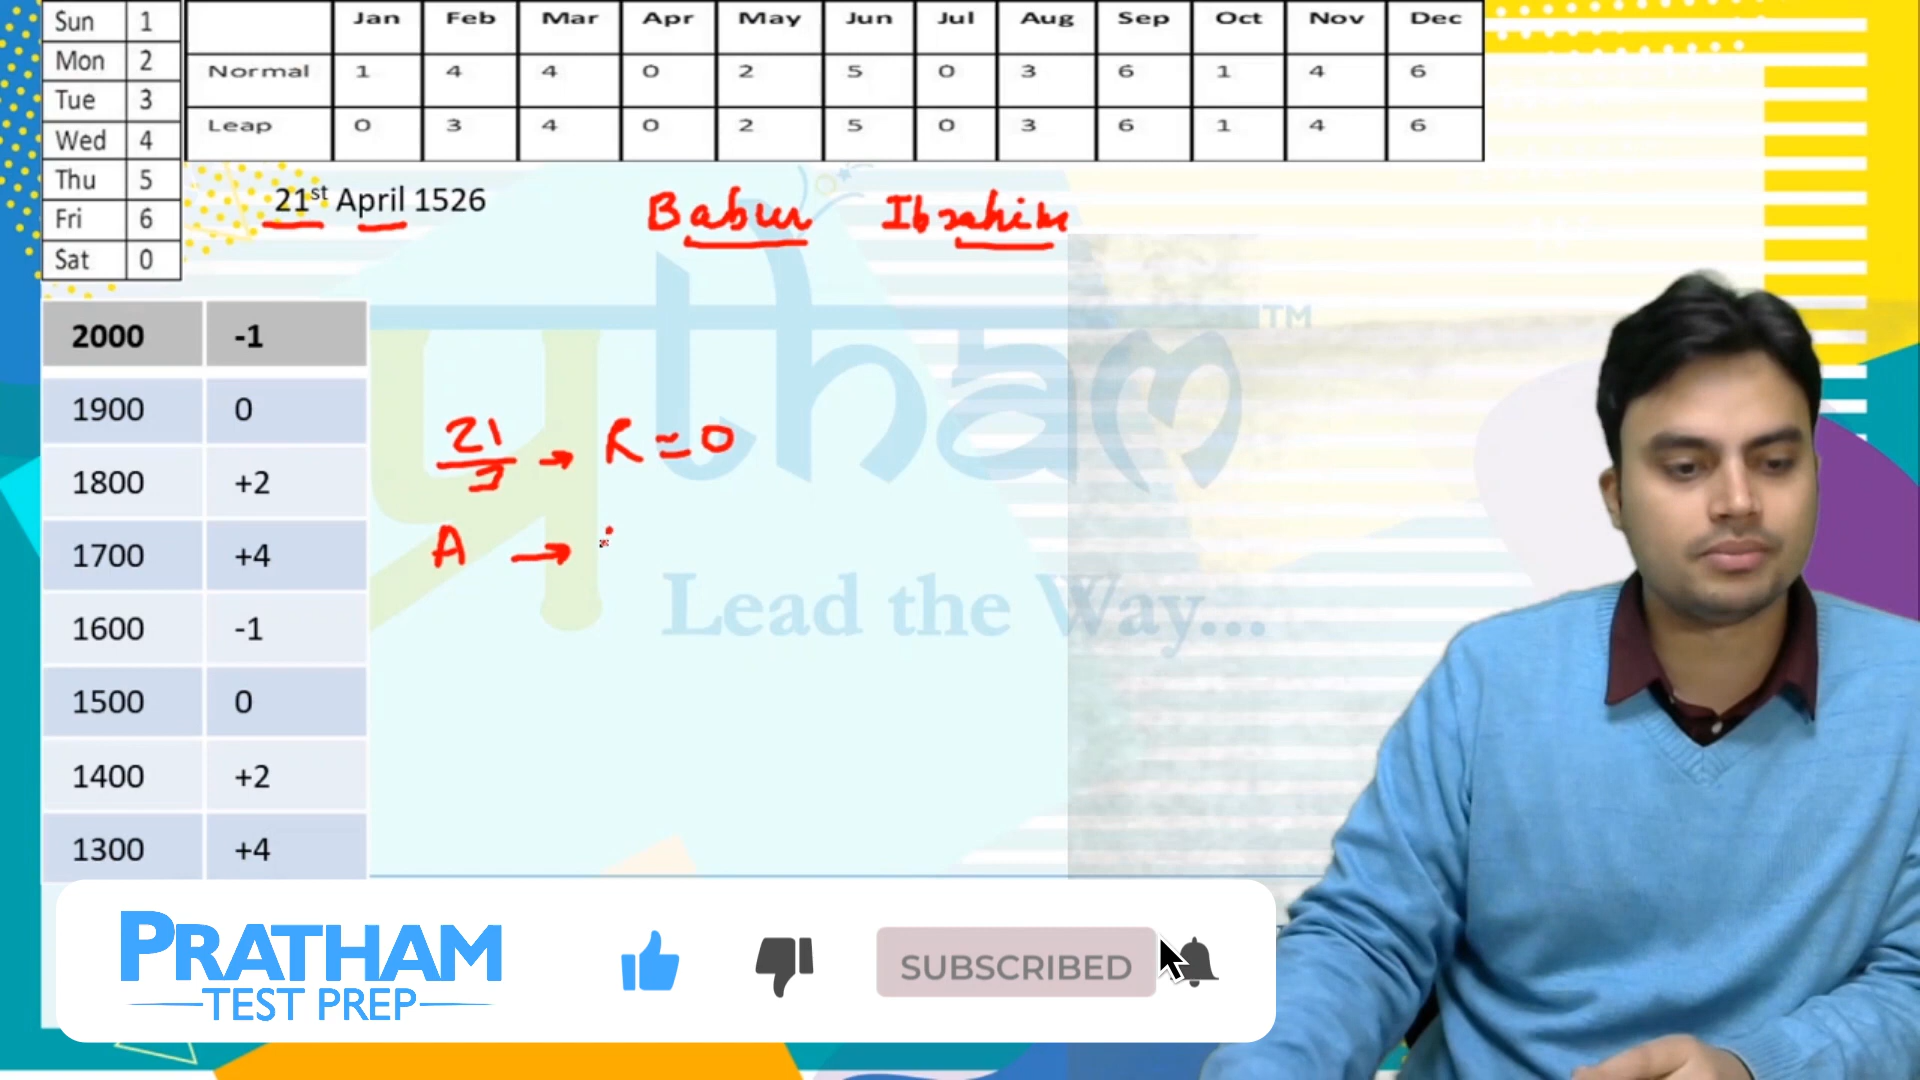 Sun 1
Mon 2
Tue 3
Wed 4
Thu 5
Fri 6
Sat 0
Jan Feb Mar Apr May Jun Jul Aug Sep Oct Nov Dec
Normal 1 4 4 0 2 5 0 3 6 1 4 6
Leap 0 3 4 0 2 5 0 3 6 1 4 6
21st April 1526
Babur Ibrahim
2000 -1
1900 0
1800 +2
1700 +4
1600 -1
1500 0
1400 +2
1300 +4
21/7 → R = 0
A →
प्रtham™
Lead the Way...
PRATHAM
TEST PREP
SUBSCRIBED